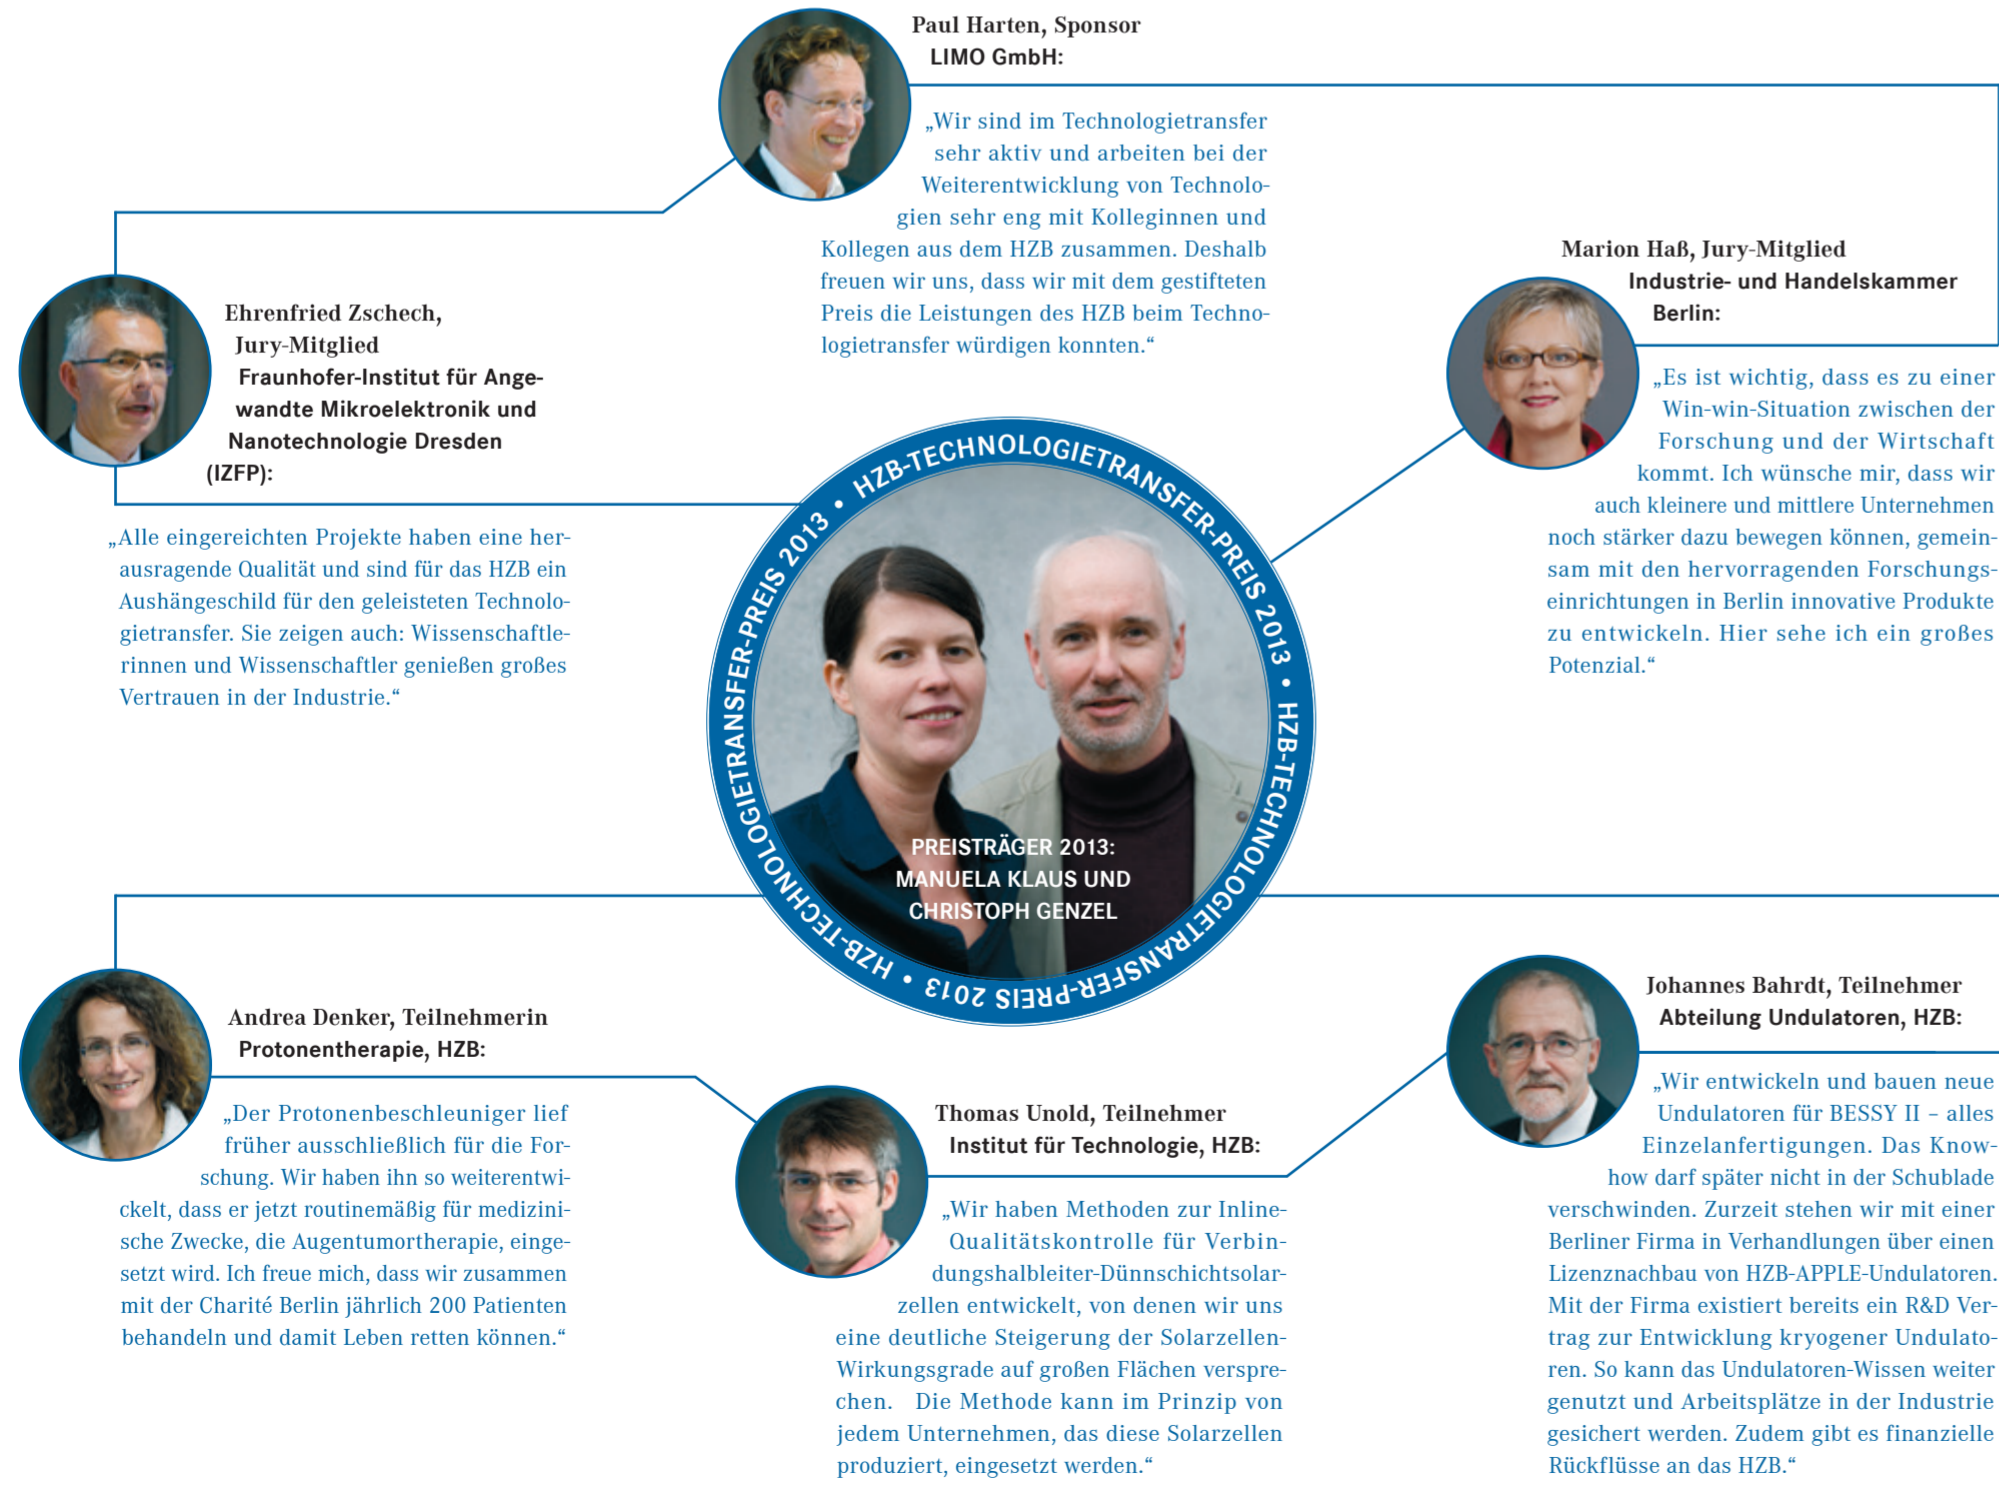 Paul Harten, Sponsor
LIMO GmbH:
„Wir sind im Technologietransfer
sehr aktiv und arbeiten bei der
Weiterentwicklung von Technolo-
gien sehr eng mit Kolleginnen und
Kollegen aus dem HZB zusammen. Deshalb
freuen wir uns, dass wir mit dem gestifteten
Preis die Leistungen des HZB beim Techno-
logietransfer würdigen konnten.“
Ehrenfried Zschech,
Jury-Mitglied
Fraunhofer-Institut für Ange-
wandte Mikroelektronik und
Nanotechnologie Dresden
(IZFP):
„Alle eingereichten Projekte haben eine her-
ausragende Qualität und sind für das HZB ein
Aushängeschild für den geleisteten Technolo-
gietransfer. Sie zeigen auch: Wissenschaftle-
rinnen und Wissenschaftler genießen großes
Vertrauen in der Industrie.“
Marion Haß, Jury-Mitglied
Industrie- und Handelskammer
Berlin:
„Es ist wichtig, dass es zu einer
Win-win-Situation zwischen der
Forschung und der Wirtschaft
kommt. Ich wünsche mir, dass wir
auch kleinere und mittlere Unternehmen
noch stärker dazu bewegen können, gemein-
sam mit den hervorragenden Forschungs-
einrichtungen in Berlin innovative Produkte
zu entwickeln. Hier sehe ich ein großes
Potenzial.“
HZB-TECHNOLOGIETRANSFER-PREIS 2013 • HZB-TECHNOLOGIETRANSFER-PREIS 2013 • HZB-TECHNOLOGIETRANSFER-PREIS 2013 •
PREISTRÄGER 2013:
MANUELA KLAUS UND
CHRISTOPH GENZEL
Andrea Denker, Teilnehmerin
Protonentherapie, HZB:
„Der Protonenbeschleuniger lief
früher ausschließlich für die For-
schung. Wir haben ihn so weiterentwi-
ckelt, dass er jetzt routinemäßig für medizini-
sche Zwecke, die Augentumortherapie, einge-
setzt wird. Ich freue mich, dass wir zusammen
mit der Charité Berlin jährlich 200 Patienten
behandeln und damit Leben retten können.“
Thomas Unold, Teilnehmer
Institut für Technologie, HZB:
„Wir haben Methoden zur Inline-
Qualitätskontrolle für Verbin-
dungshalbleiter-Dünnschichtsolar-
zellen entwickelt, von denen wir uns
eine deutliche Steigerung der Solarzellen-
Wirkungsgrade auf großen Flächen verspre-
chen. Die Methode kann im Prinzip von
jedem Unternehmen, das diese Solarzellen
produziert, eingesetzt werden.“
Johannes Bahrdt, Teilnehmer
Abteilung Undulatoren, HZB:
„Wir entwickeln und bauen neue
Undulatoren für BESSY II – alles
Einzelanfertigungen. Das Know-
how darf später nicht in der Schublade
verschwinden. Zurzeit stehen wir mit einer
Berliner Firma in Verhandlungen über einen
Lizenznachbau von HZB-APPLE-Undulatoren.
Mit der Firma existiert bereits ein R&D Ver-
trag zur Entwicklung kryogener Undulato-
ren. So kann das Undulatoren-Wissen weiter
genutzt und Arbeitsplätze in der Industrie
gesichert werden. Zudem gibt es finanzielle
Rückflüsse an das HZB.“